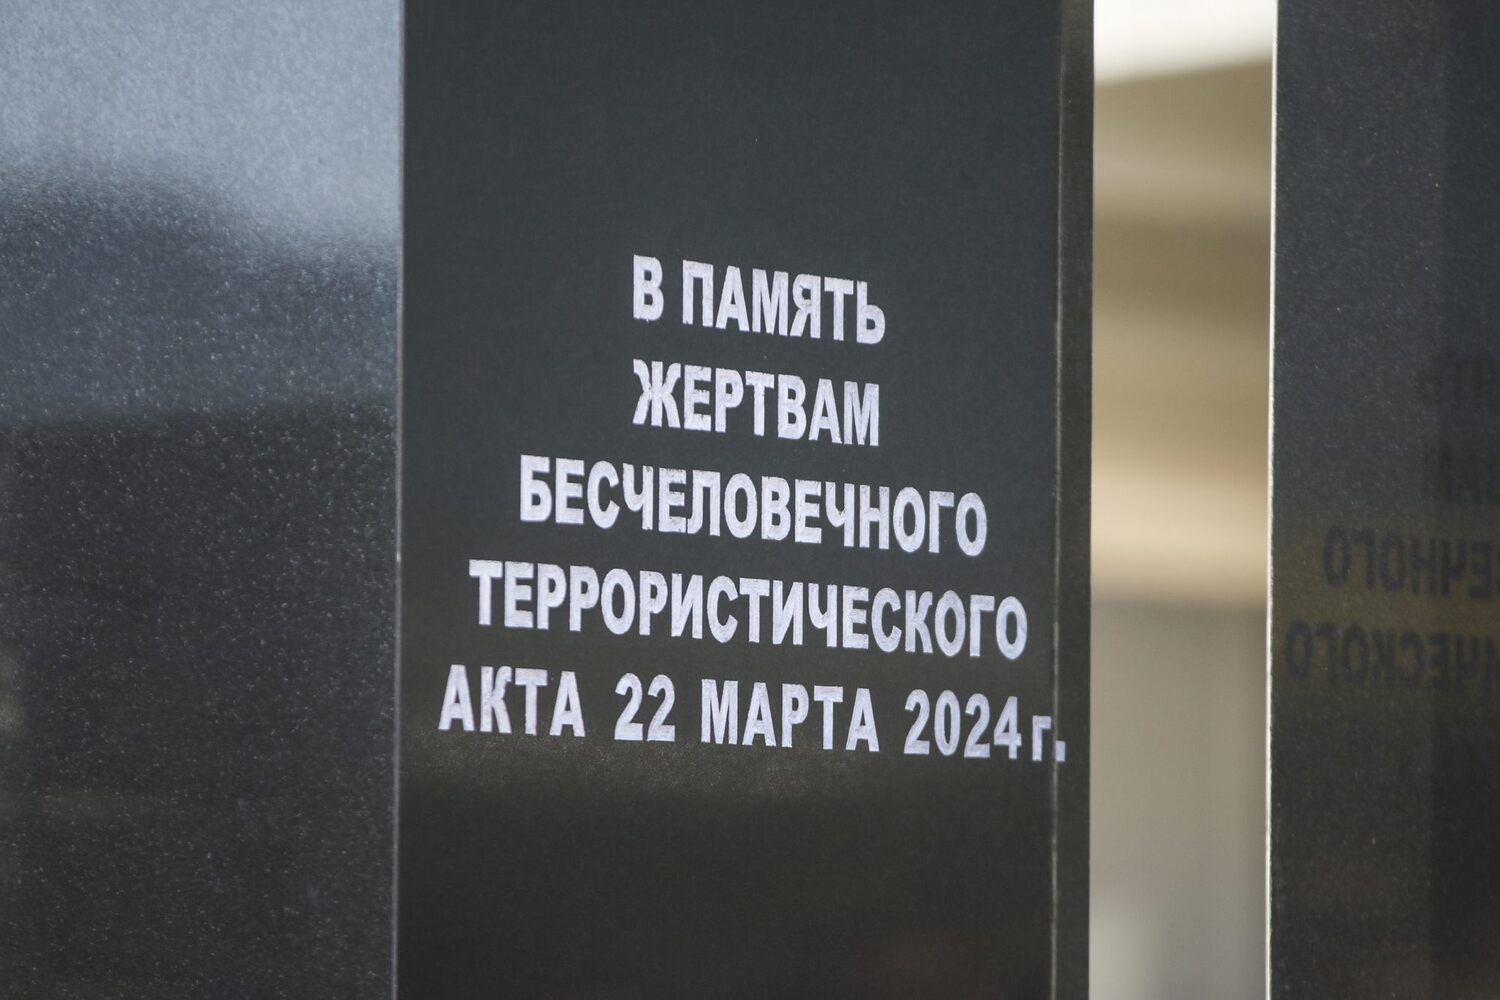 В ПАМЯТЬ
ЖЕРТВАМ
БЕСЧЕЛОВЕЧНОГО
ТЕРРОРИСТИЧЕСКОГО
АКТА 22 МАРТА 2024 г.